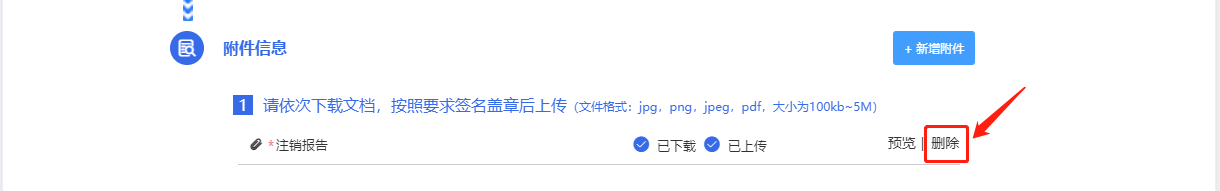 附件信息
+ 新增附件
1 请依次下载文档，按照要求签名盖章后上传（文件格式：jpg，png，jpeg，pdf，大小为100kb~5M）
*注销报告 已下载 已上传 预览 | 删除